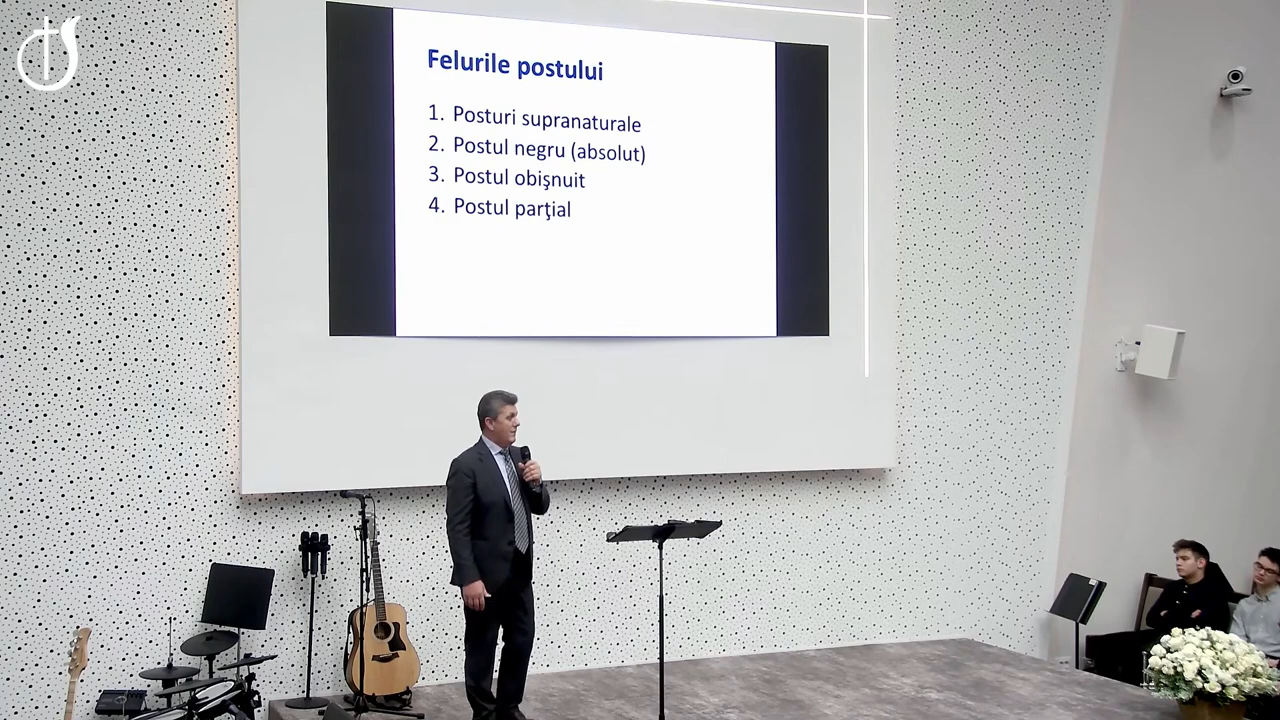 Felurile postului
1. Posturi supranaturale
2. Postul negru (absolut)
3. Postul obişnuit
4. Postul parţial